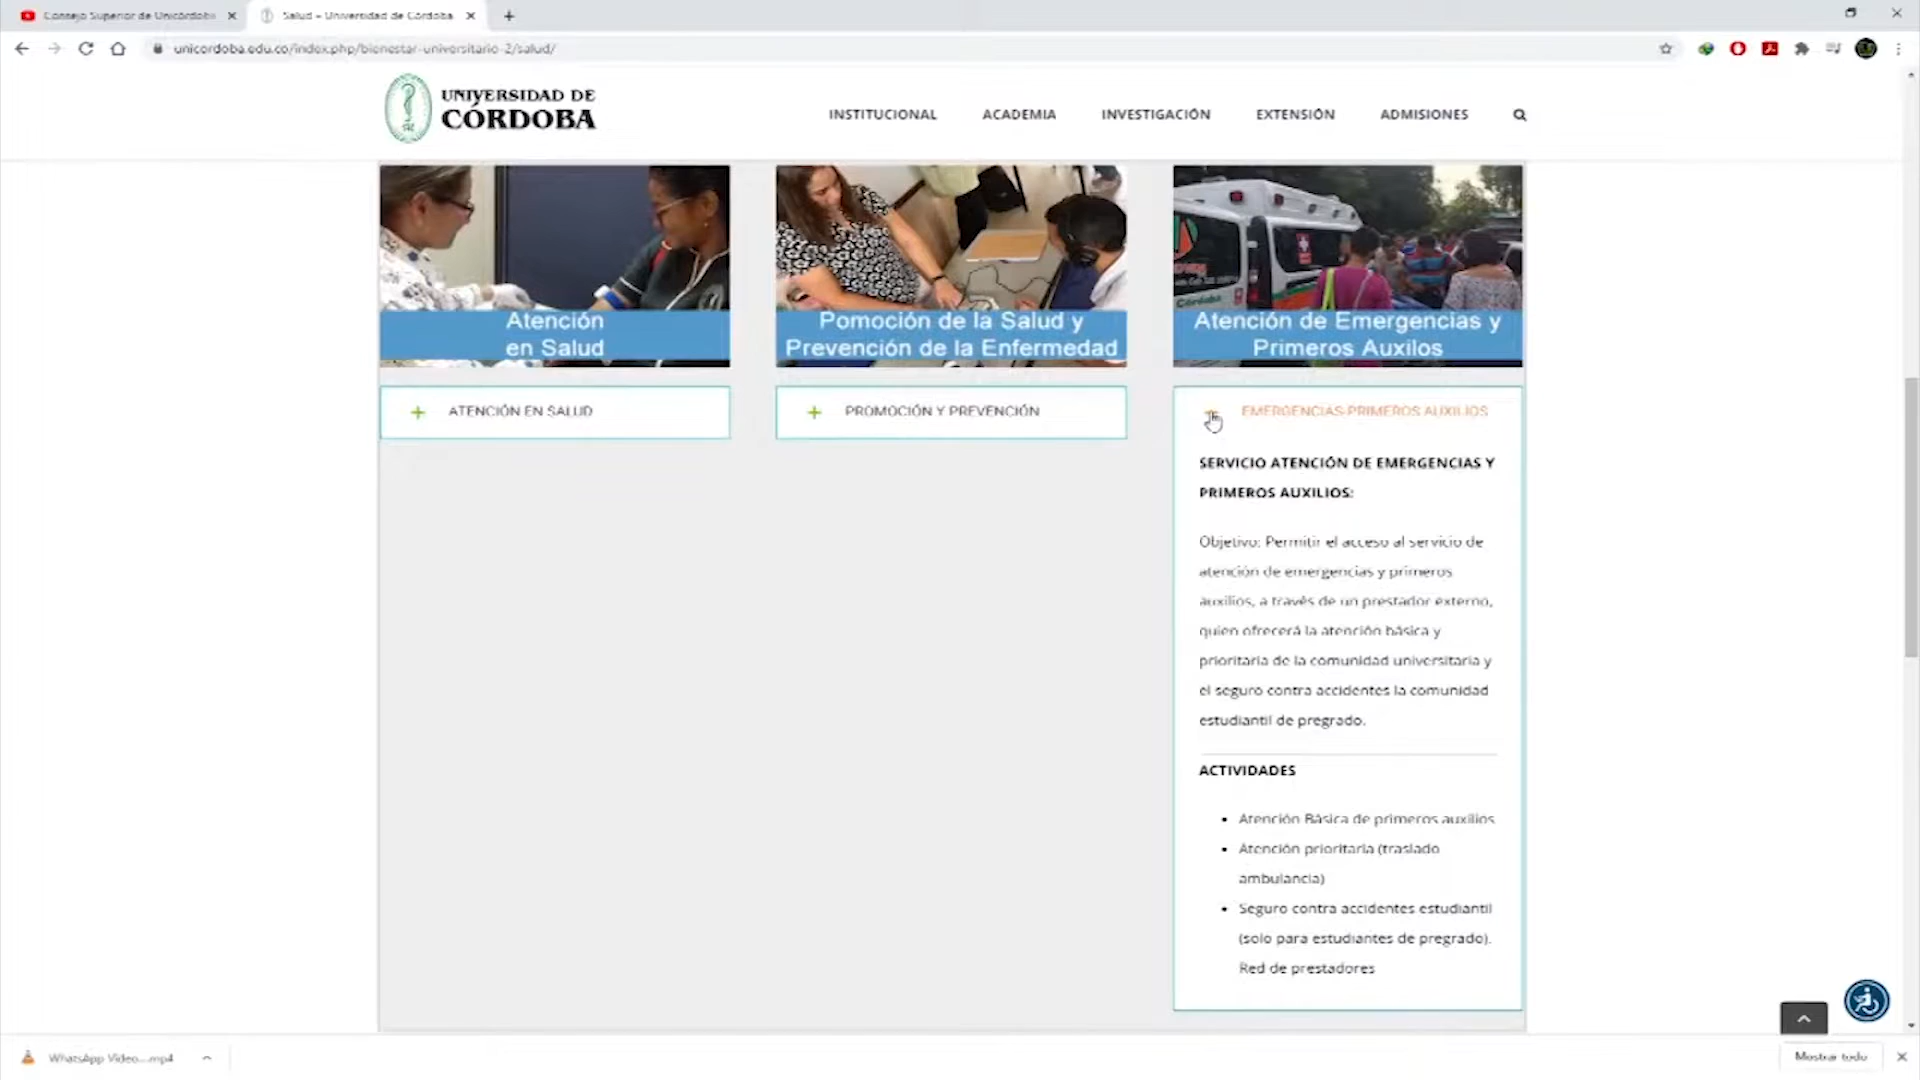 Consejo Superior de Unicórdoba
Salud – Universidad de Córdoba
unicordoba.edu.co/index.php/bienestar-universitario-2/salud/
UNIVERSIDAD DE
CÓRDOBA
INSTITUCIONAL
ACADEMIA
INVESTIGACIÓN
EXTENSIÓN
ADMISIONES
Atención
en Salud
Pomoción de la Salud y
Prevención de la Enfermedad
Córdoba
Atención de Emergencias y
Primeros Auxilos
ATENCIÓN EN SALUD
PROMOCIÓN Y PREVENCIÓN
EMERGENCIAS-PRIMEROS AUXILIOS
SERVICIO ATENCIÓN DE EMERGENCIAS Y
PRIMEROS AUXILIOS:
Objetivo: Permitir el acceso al servicio de
atención de emergencias y primeros
auxilios, a través de un prestador externo,
quien ofrecerá la atención básica y
prioritaria de la comunidad universitaria y
el seguro contra accidentes la comunidad
estudiantil de pregrado.
ACTIVIDADES
• Atención Básica de primeros auxilios
• Atención prioritaria (traslado
ambulancia)
• Seguro contra accidentes estudiantil
(solo para estudiantes de pregrado).
Red de prestadores
WhatsApp Video....mp4
Mostrar todo